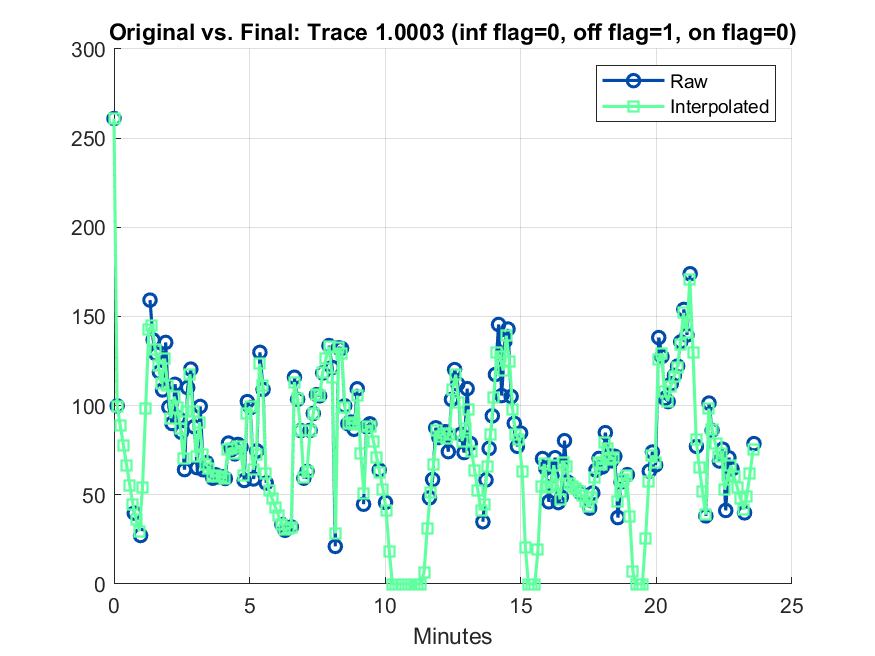 Original vs. Final: Trace 1.0003 (inf flag=0, off flag=1, on flag=0)
300
250
200
150
100
50
0
Raw
Interpolated
0 5 10 15 20 25
Minutes